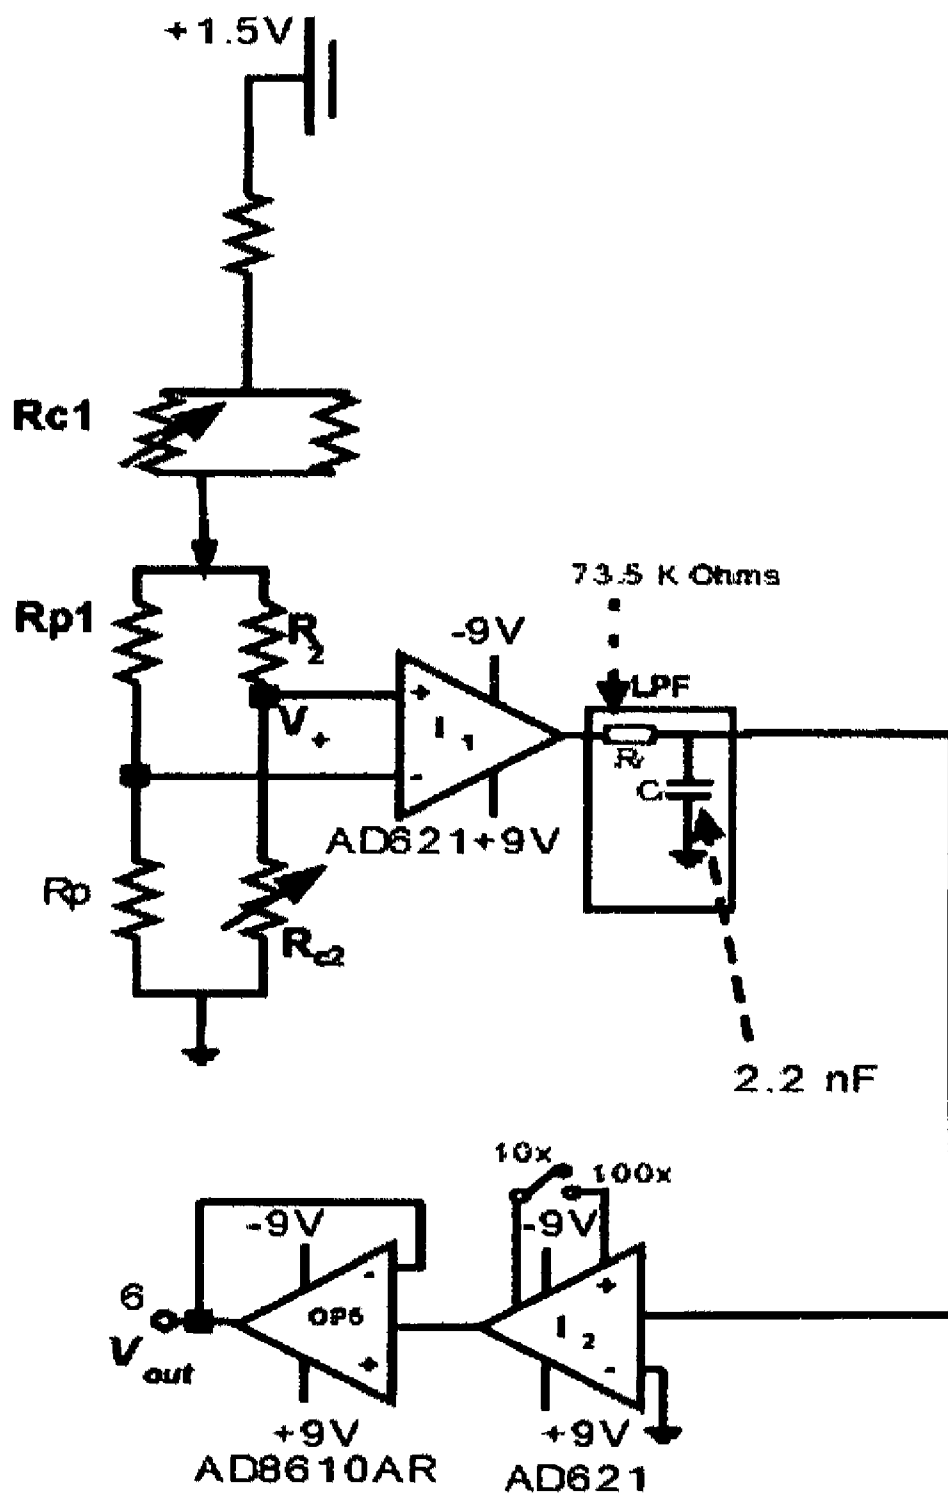 +1.5V
Rc1
73.5 K Ohms
Rp1
R2
-9V
LPF
+
I1
V+
Rr
-
C
AD621+9V
Rp
Rc2
2.2 nF
10x
100x
-9V
-9V
-
+
6
OP5
I2
Vout
+
-
+9V
+9V
AD8610AR
AD621